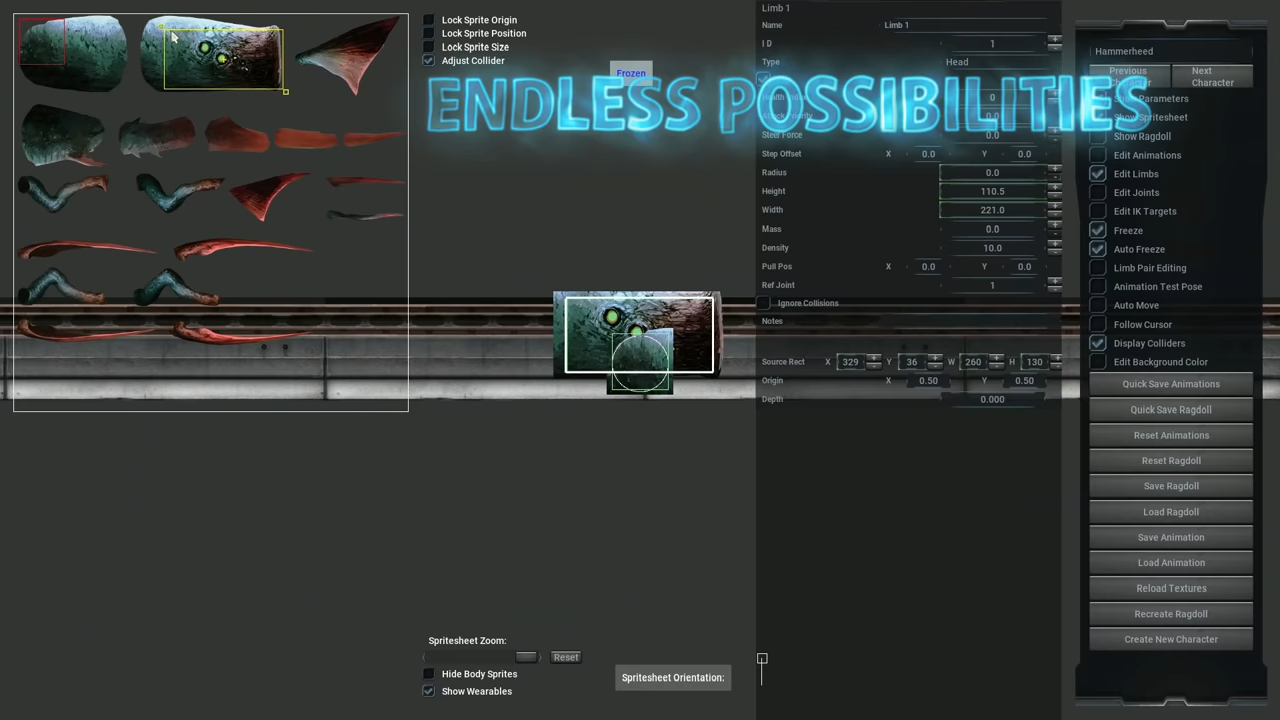 Lock Sprite Origin
Lock Sprite Position
Lock Sprite Size
Adjust Collider
Frozen
ENDLESS POSSIBILITIES
Limb 1
Name Limb 1
ID 1
Type Head
0
0.0
Steer Force 0.0
Step Offset X 0.0 Y 0.0
Radius 0.0
Height 110.5
Width 221.0
Mass 0.0
Density 10.0
Pull Pos X 0.0 Y 0.0
Ref Joint 1
Ignore Collisions
Notes
Source Rect X 329 Y 36 W 260 H 130
Origin X 0.50 Y 0.50
Depth 0.000
Hammerheed
Previous Character
Next Character
Parameters
Show Spritesheet
Show Ragdoll
Edit Animations
Edit Limbs
Edit Joints
Edit IK Targets
Freeze
Auto Freeze
Limb Pair Editing
Animation Test Pose
Auto Move
Follow Cursor
Display Colliders
Edit Background Color
Quick Save Animations
Quick Save Ragdoll
Reset Animations
Reset Ragdoll
Save Ragdoll
Load Ragdoll
Save Animation
Load Animation
Reload Textures
Recreate Ragdoll
Create New Character
Spritesheet Zoom:
Reset
Hide Body Sprites
Show Wearables
Spritesheet Orientation: